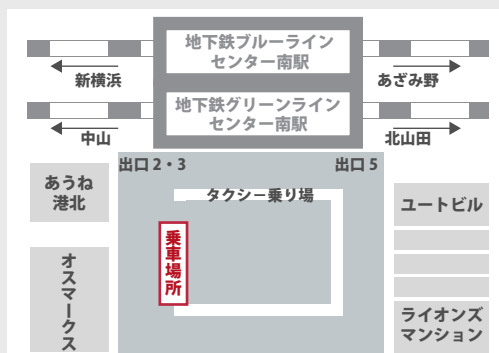 地下鉄ブルーライン
センター南駅
新横浜
あざみ野
地下鉄グリーンライン
センター南駅
中山
北山田
出口2・3
出口5
あうね
港北
タクシー乗り場
ユートビル
乗車場所
オスマークス
ライオンズ
マンション